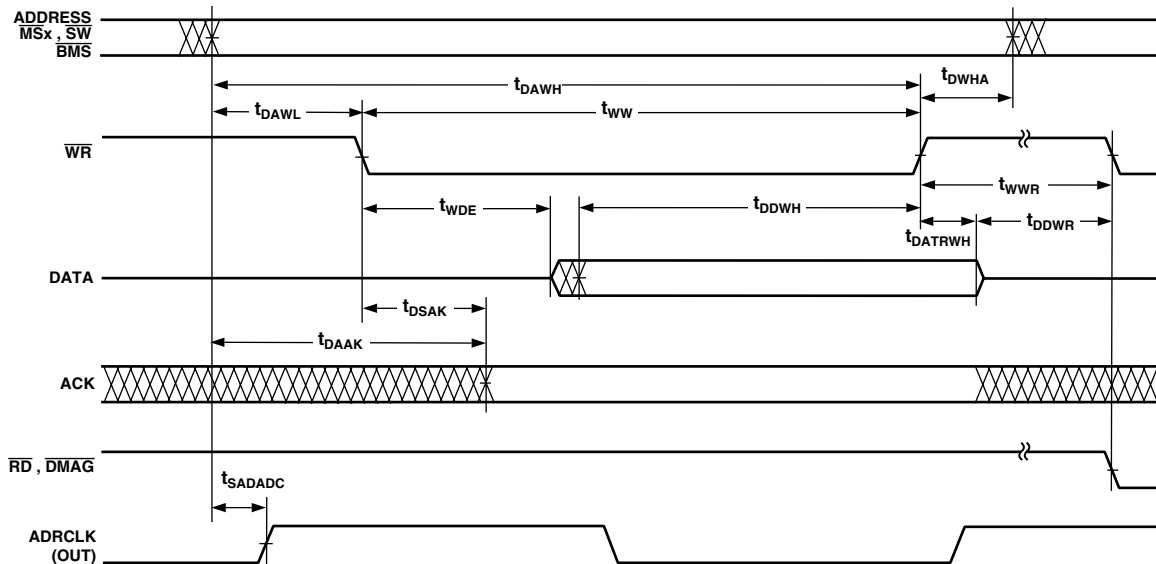 ADDRESS
MSx , SW
BMS
tDAWH
tDWHA
tDAWL
tWW
WR
tWWR
tWDE
tDDWH
tDATRWH
tDDWR
DATA
tDSAK
tDAAK
ACK
RD , DMAG
tSADADC
ADRCLK
(OUT)